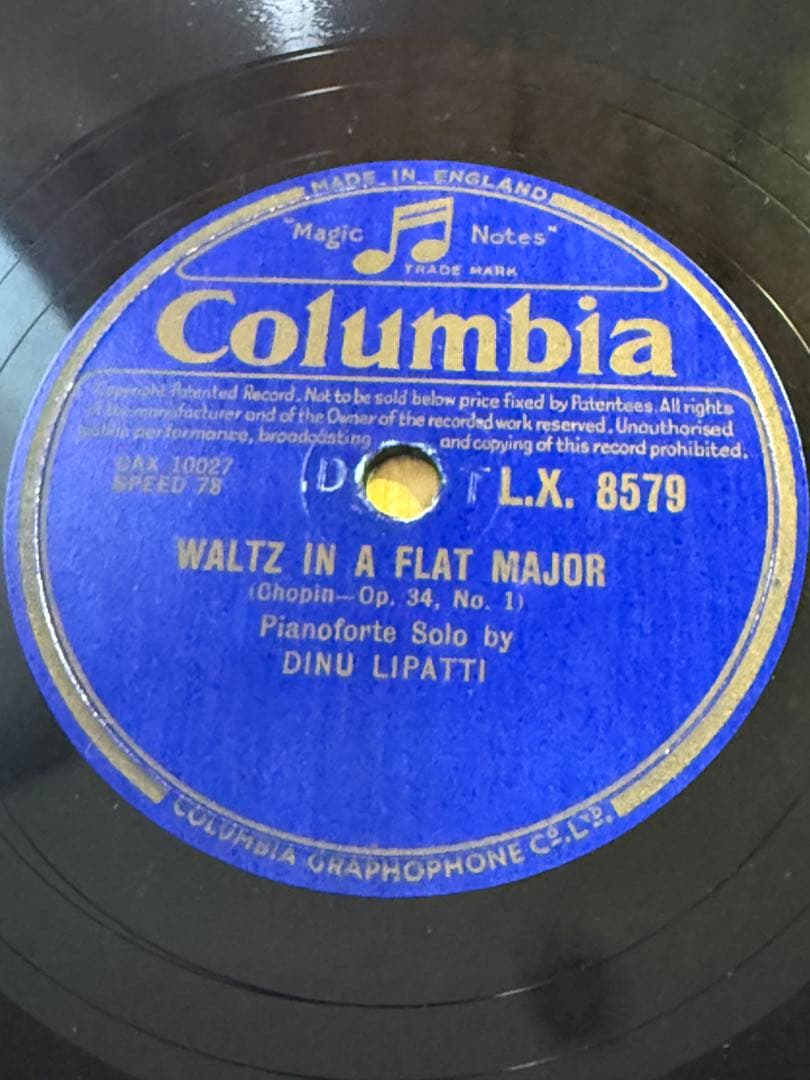 MADE IN ENGLAND
"Magic Notes"
TRADE MARK
Columbia
Copyright Patented Record. Not to be sold below price fixed by Patentees. All rights
of the manufacturer and of the Owner of the recorded work reserved. Unauthorised
public performance, broadcasting and copying of this record prohibited.
CAX 10027
SPEED 78
D T
L.X. 8579
WALTZ IN A FLAT MAJOR
(Chopin—Op. 34, No. 1)
Pianoforte Solo by
DINU LIPATTI
COLUMBIA GRAPHOPHONE CO. LTD.